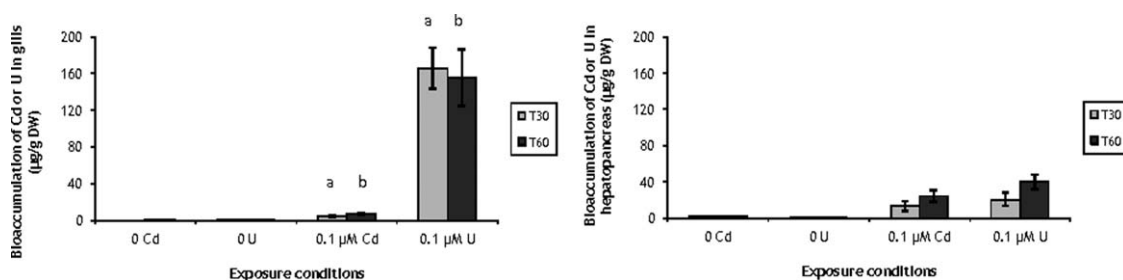 Bioaccumulation of Cd or U in gills
(µg/g DW)
200
160
120
80
40
0
a b
a b
T30
T60
0 Cd 0 U 0.1 µM Cd 0.1 µM U
Exposure conditions
Bioaccumulation of Cd or U in
hepatopancreas (µg/g DW)
200
160
120
80
40
0
T30
T60
0 Cd 0 U 0.1 µM Cd 0.1 µM U
Exposure conditions